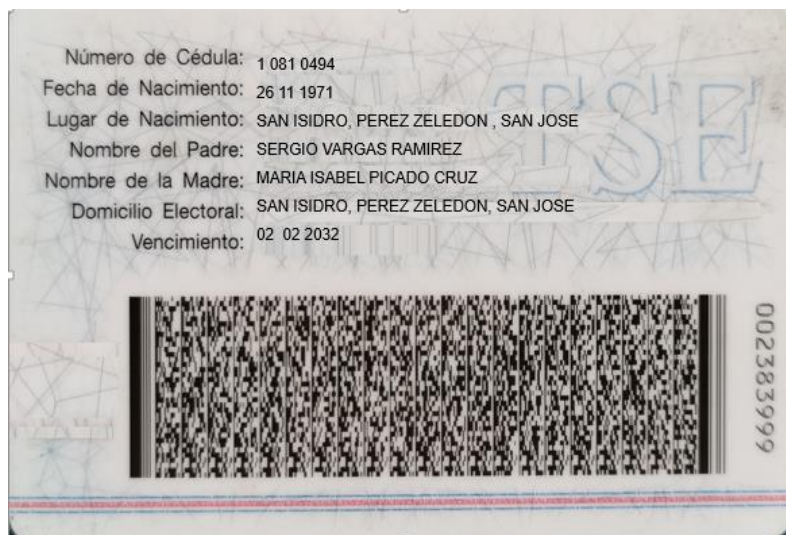 Número de Cédula: 1 081 0494
Fecha de Nacimiento: 26 11 1971
Lugar de Nacimiento: SAN ISIDRO, PEREZ ZELEDON , SAN JOSE
Nombre del Padre: SERGIO VARGAS RAMIREZ
Nombre de la Madre: MARIA ISABEL PICADO CRUZ
Domicilio Electoral: SAN ISIDRO, PEREZ ZELEDON, SAN JOSE
Vencimiento: 02 02 2032
TSE
002383999